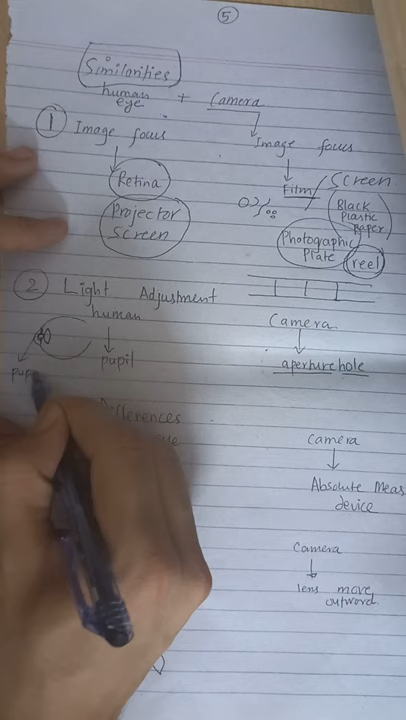 5
Similarities
human eye + Camera
1 Image focus
Image focus
Retina
Film / Screen
Projector Screen
Black Plastic paper
Photographic Plate
reel
2 Light Adjustment
human
Camera
pupil
aperture hole
Differences
Camera
Absolute Meas
device
Camera
lens move
outword